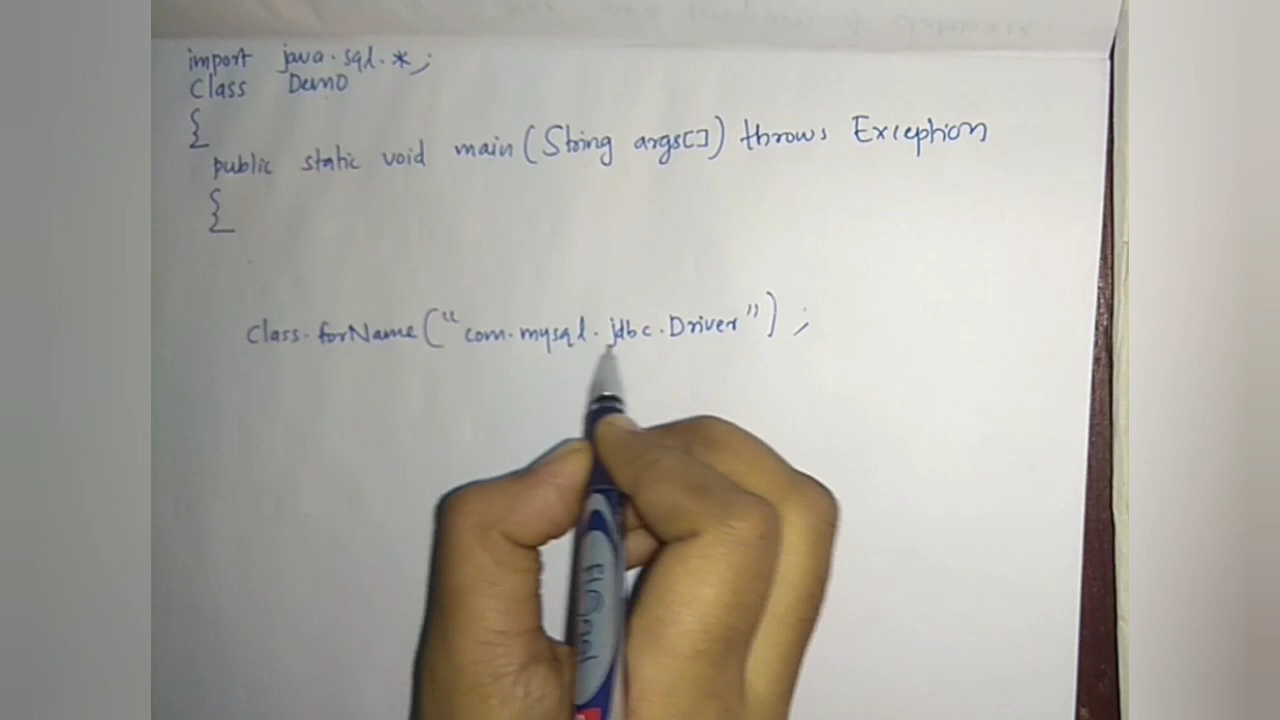 import java.sql.*;
Class Demo
{
public static void main(String args[]) throws Exception
{
Class.forName("com.mysql.jdbc.Driver");